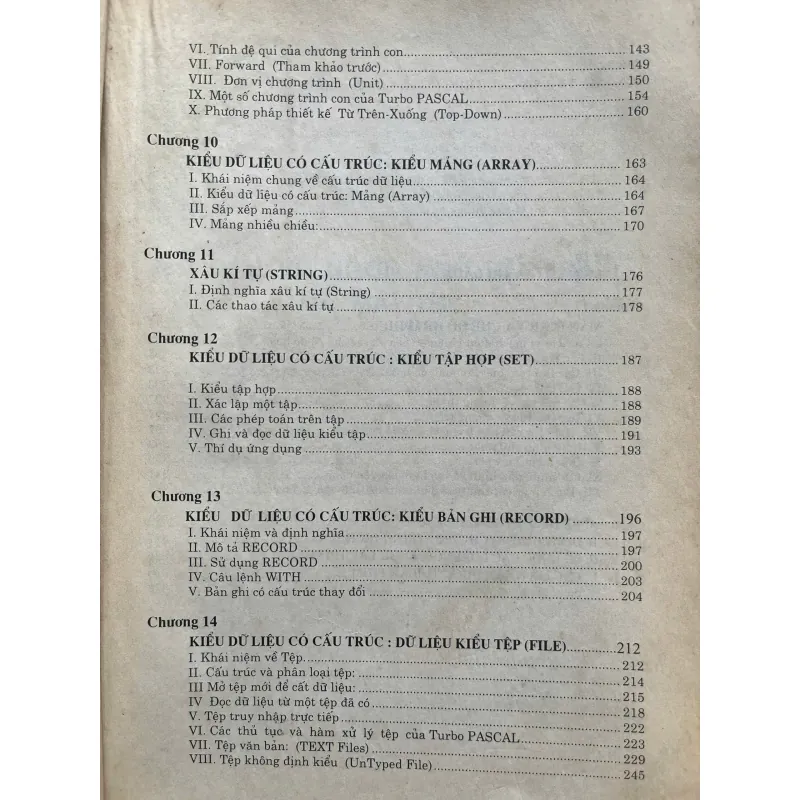 VI. Tính đệ qui của chương trình con..........143
VII. Forward (Tham khảo trước)..........149
VIII. Đơn vị chương trình (Unit)..........150
IX. Một số chương trình con của Turbo PASCAL..........154
X. Phương pháp thiết kế Từ Trên-Xuống (Top-Down)..........160
Chương 10
KIỂU DỮ LIỆU CÓ CẤU TRÚC: KIỂU MẢNG (ARRAY)..........163
I. Khái niệm chung về cấu trúc dữ liệu..........164
II. Kiểu dữ liệu có cấu trúc: Mảng (Array)..........164
III. Sắp xếp mảng..........167
IV. Mảng nhiều chiều:..........170
Chương 11
XÂU KÍ TỰ (STRING)..........176
I. Định nghĩa xâu kí tự (String)..........177
II. Các thao tác xâu kí tự..........178
Chương 12
KIỂU DỮ LIỆU CÓ CẤU TRÚC : KIỂU TẬP HỢP (SET)..........187
I. Kiểu tập hợp..........188
II. Xác lập một tập..........188
III. Các phép toán trên tập..........189
IV. Ghi và đọc dữ liệu kiểu tập..........191
V. Thí dụ ứng dụng..........193
Chương 13
KIỂU DỮ LIỆU CÓ CẤU TRÚC: KIỂU BẢN GHI (RECORD)..........196
I. Khái niệm và định nghĩa..........197
II. Mô tả RECORD..........197
III. Sử dụng RECORD..........200
IV. Câu lệnh WITH..........203
V. Bản ghi có cấu trúc thay đổi..........204
Chương 14
KIỂU DỮ LIỆU CÓ CẤU TRÚC : DỮ LIỆU KIỂU TỆP (FILE)..........212
I. Khái niệm về Tệp..........212
II. Cấu trúc và phân loại tệp:..........214
III Mở tệp mới để cất dữ liệu:..........215
IV Đọc dữ liệu từ một tệp đã có..........218
V. Tệp truy nhập trực tiếp..........222
VI. Các thủ tục và hàm xử lý tệp của Turbo PASCAL..........223
VII. Tệp văn bản: (TEXT Files)..........229
VIII. Tệp không định kiểu (UnTyped File)..........245